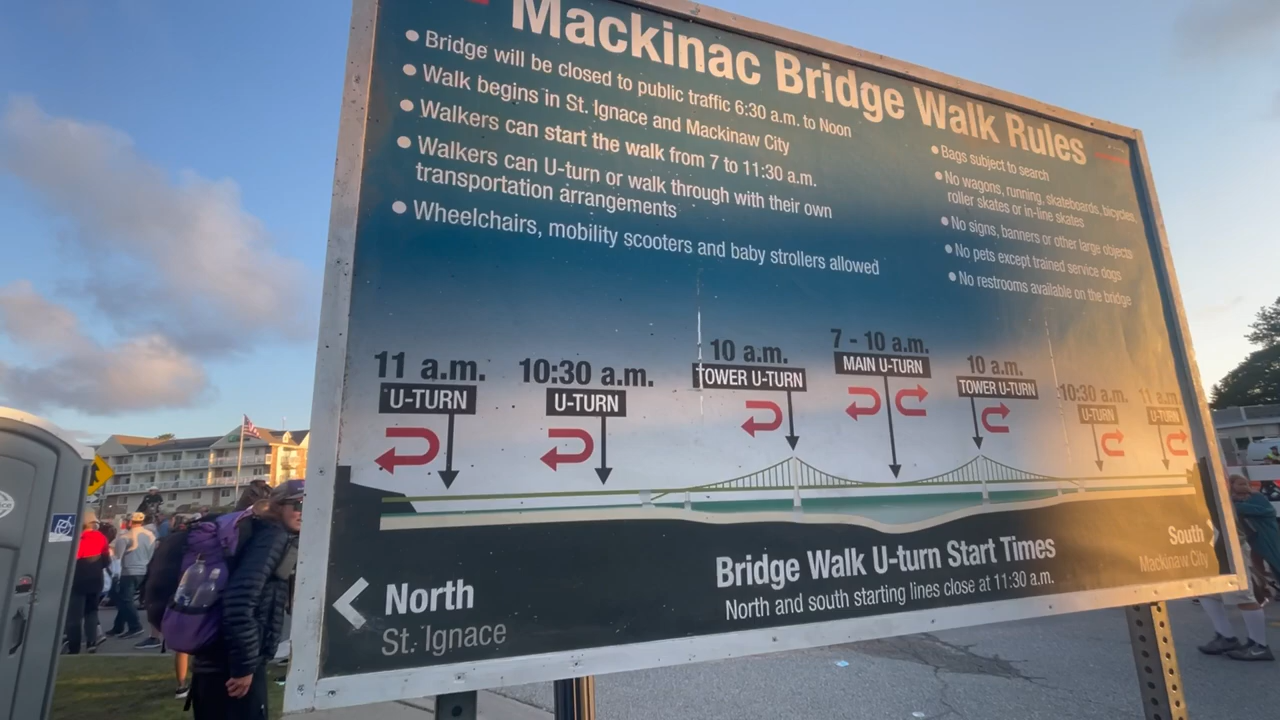 Mackinac Bridge Walk Rules
● Bridge will be closed to public traffic 6:30 a.m. to Noon
● Walk begins in St. Ignace and Mackinaw City
● Walkers can start the walk from 7 to 11:30 a.m.
● Walkers can U-turn or walk through with their own
transportation arrangements
● Wheelchairs, mobility scooters and baby strollers allowed
● Bags subject to search
● No wagons, running, skateboards, bicycles,
roller skates or in-line skates
● No signs, banners or other large objects
● No pets except trained service dogs
● No restrooms available on the bridge
11 a.m.
U-TURN
10:30 a.m.
U-TURN
10 a.m.
TOWER U-TURN
7 - 10 a.m.
MAIN U-TURN
10 a.m.
TOWER U-TURN
10:30 a.m.
U-TURN
11 a.m.
U-TURN
North
St. Ignace
Bridge Walk U-turn Start Times
North and south starting lines close at 11:30 a.m.
South
Mackinaw City